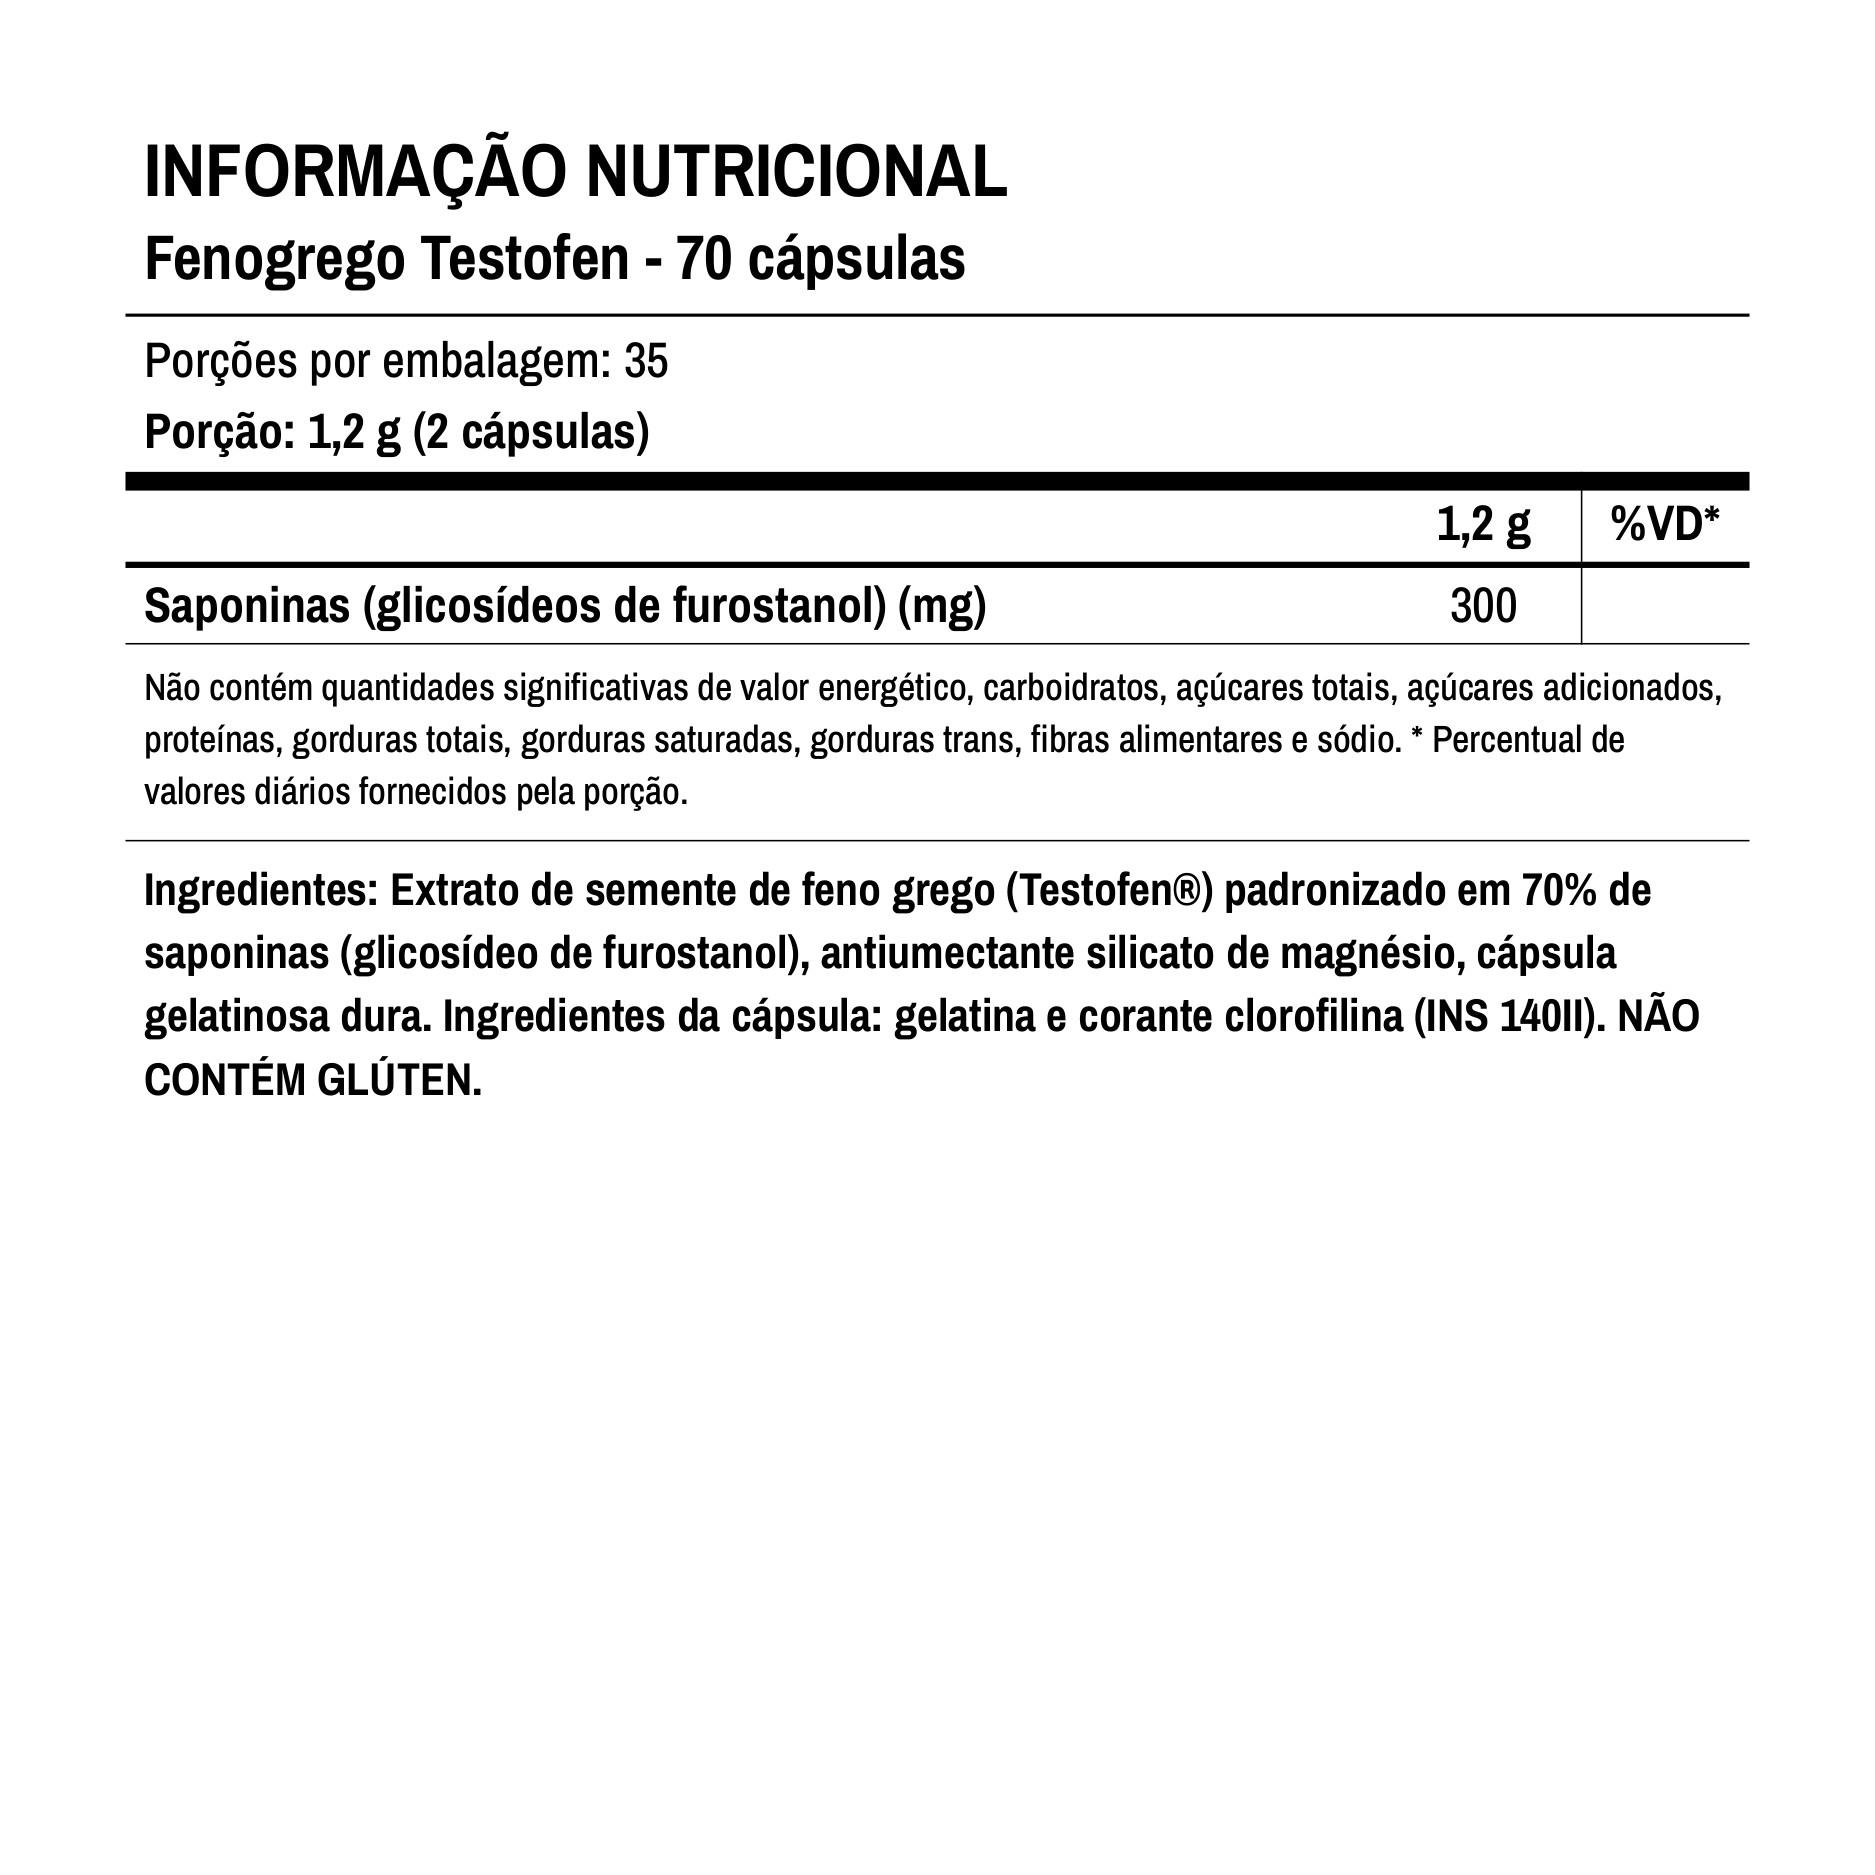 INFORMAÇÃO NUTRICIONAL
Fenogrego Testofen - 70 cápsulas
Porções por embalagem: 35
Porção: 1,2 g (2 cápsulas)
1,2 g %VD*
Saponinas (glicosídeos de furostanol) (mg) 300
Não contém quantidades significativas de valor energético, carboidratos, açúcares totais, açúcares adicionados,
proteínas, gorduras totais, gorduras saturadas, gorduras trans, fibras alimentares e sódio. * Percentual de
valores diários fornecidos pela porção.
Ingredientes: Extrato de semente de feno grego (Testofen®) padronizado em 70% de
saponinas (glicosídeo de furostanol), antiumectante silicato de magnésio, cápsula
gelatinosa dura. Ingredientes da cápsula: gelatina e corante clorofilina (INS 140II). NÃO
CONTÉM GLÚTEN.